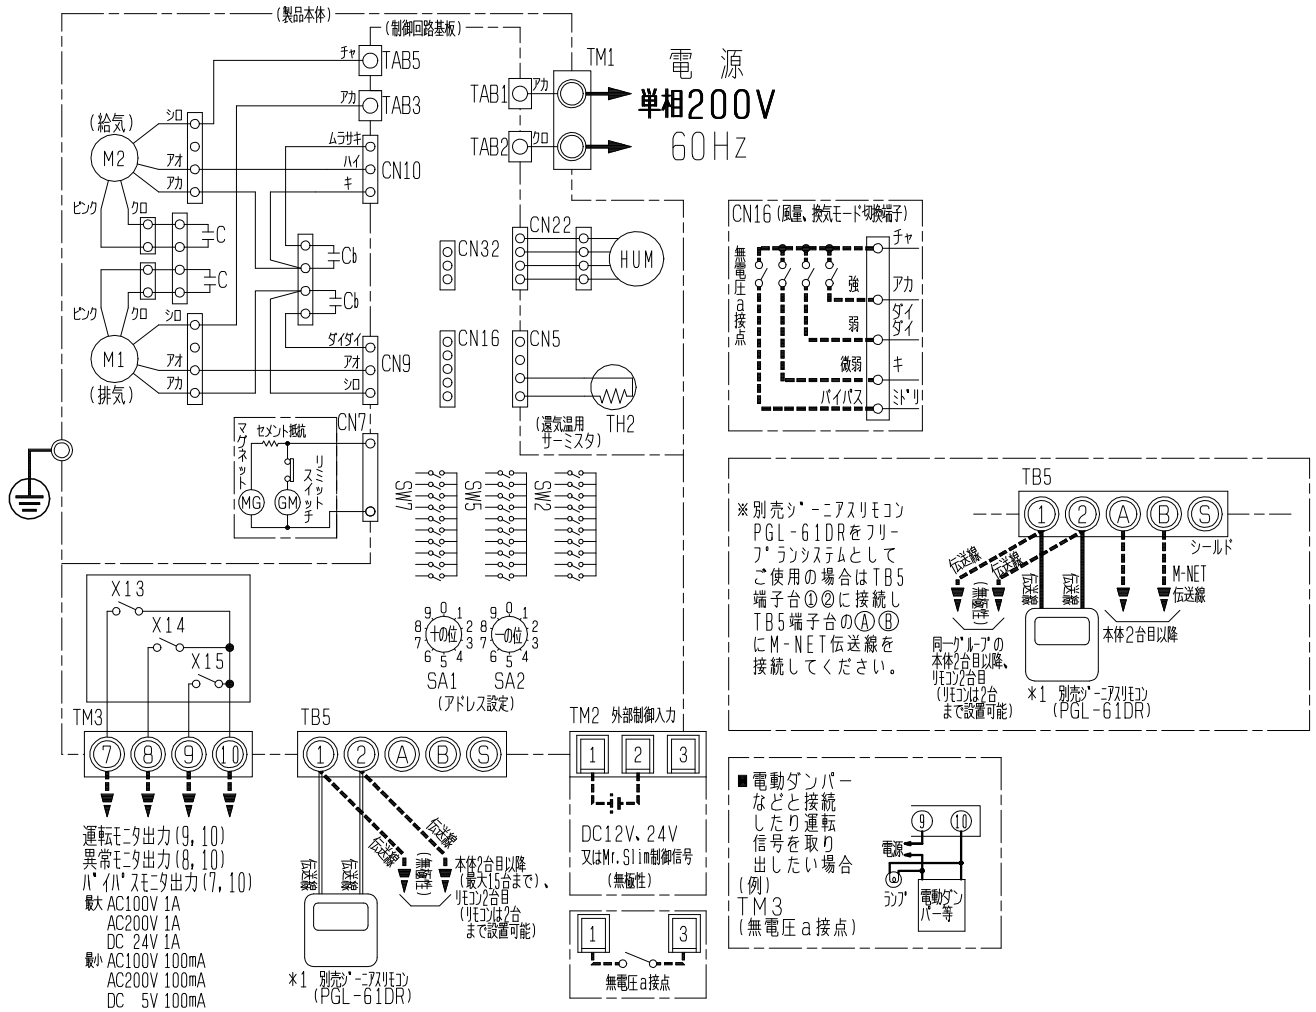 (製品本体)
(制御回路基板)
チャ
TAB5
アカ
TAB3
TAB1
アカ
TAB2
クロ
TM1
電 源
単相200V
60Hz
(給気)
M2
シロ
アオ
アカ
ピンク
クロ
C
C
ピンク
クロ
シロ
アオ
アカ
M1
(排気)
ムラサキ
ハイ
キ
CN10
Cb
Cb
ダイダイ
アオ
シロ
CN9
CN32
CN22
HUM
CN16
CN5
TH2
(還気温用
サーミスタ)
CN7
マグネット
セメント抵抗
リミット
スイッチ
MG
GM
SW7
SW5
SW2
0 1 2 3 4 5 6 7 8 9
十の位
SA1
0 1 2 3 4 5 6 7 8 9
一の位
SA2
(アドレス設定)
CN16 (風量、換気モード切換端子)
無電圧a接点
チャ
強
アカ
ダイ
ダイ
弱
微弱
キ
バイパス
ミドリ
※別売ジーニアスリモコン
PGL-61DRをフリー
プランシステムとして
ご使用の場合はTB5
端子台①②に接続し
TB5端子台のⒶⒷ
にM-NET伝送線を
接続してください。
TB5
1 2 A B S
シールド
伝送線
伝送線
(無極性)
伝送線
伝送線
M-NET
伝送線
本体2台目以降
同一グループの
本体2台目以降、
リモコン2台目
(リモコンは2台
まで設置可能)
*1 別売ジーニアスリモコン
(PGL-61DR)
X13
X14
X15
TM3
7 8 9 10
運転モニタ出力(9,10)
異常モニタ出力(8,10)
バイパスモニタ出力(7,10)
最大 AC100V 1A
AC200V 1A
DC 24V 1A
最小 AC100V 100mA
AC200V 100mA
DC 5V 100mA
TB5
1 2 A B S
伝送線
伝送線
伝送線
伝送線
(無極性)
本体2台目以降
(最大15台まで)、
リモコン2台目
(リモコンは2台
まで設置可能)
*1 別売ジーニアスリモコン
(PGL-61DR)
TM2 外部制御入力
1 2 3
DC12V、24V
又はMr.Slim制御信号
(無極性)
1 3
無電圧a接点
■電動ダンパー
などと接続
したり運転
信号を取り
出したい場合
(例)
TM3
(無電圧a接点)
9 10
電源
ランプ
電動ダン
パー等